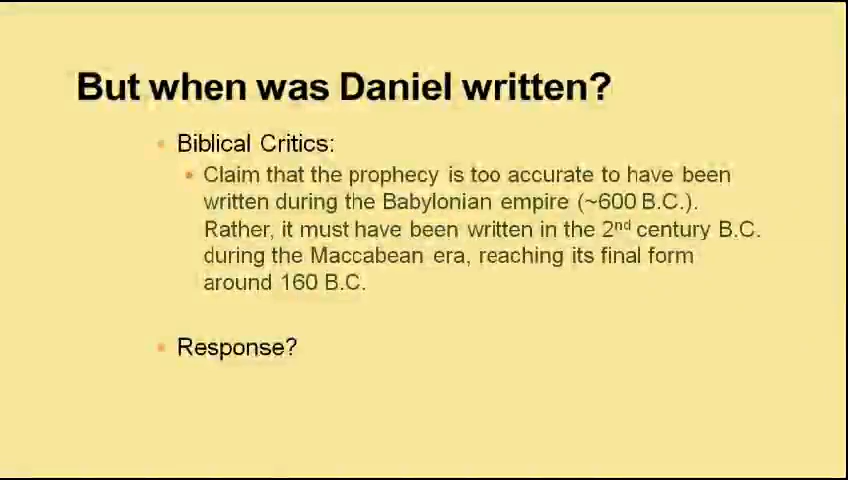 But when was Daniel written?
Biblical Critics:
Claim that the prophecy is too accurate to have been
written during the Babylonian empire (~600 B.C.).
Rather, it must have been written in the 2nd century B.C.
during the Maccabean era, reaching its final form
around 160 B.C.
Response?